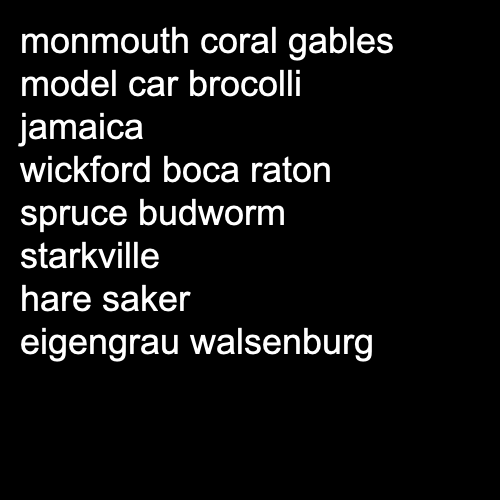 monmouth coral gables
model car brocolli
jamaica
wickford boca raton
spruce budworm
starkville
hare saker
eigengrau walsenburg